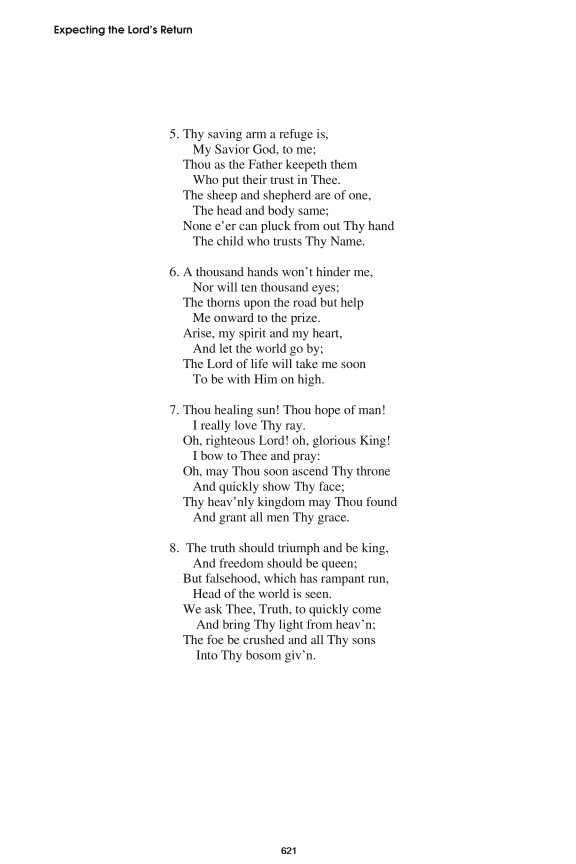 Expecting the Lord's Return
5. Thy saving arm a refuge is,
My Savior God, to me;
Thou as the Father keepeth them
Who put their trust in Thee.
The sheep and shepherd are of one,
The head and body same;
None e'er can pluck from out Thy hand
The child who trusts Thy Name.
6. A thousand hands won't hinder me,
Nor will ten thousand eyes;
The thorns upon the road but help
Me onward to the prize.
Arise, my spirit and my heart,
And let the world go by;
The Lord of life will take me soon
To be with Him on high.
7. Thou healing sun! Thou hope of man!
I really love Thy ray.
Oh, righteous Lord! oh, glorious King!
I bow to Thee and pray:
Oh, may Thou soon ascend Thy throne
And quickly show Thy face;
Thy heav'nly kingdom may Thou found
And grant all men Thy grace.
8. The truth should triumph and be king,
And freedom should be queen;
But falsehood, which has rampant run,
Head of the world is seen.
We ask Thee, Truth, to quickly come
And bring Thy light from heav'n;
The foe be crushed and all Thy sons
Into Thy bosom giv'n.
621